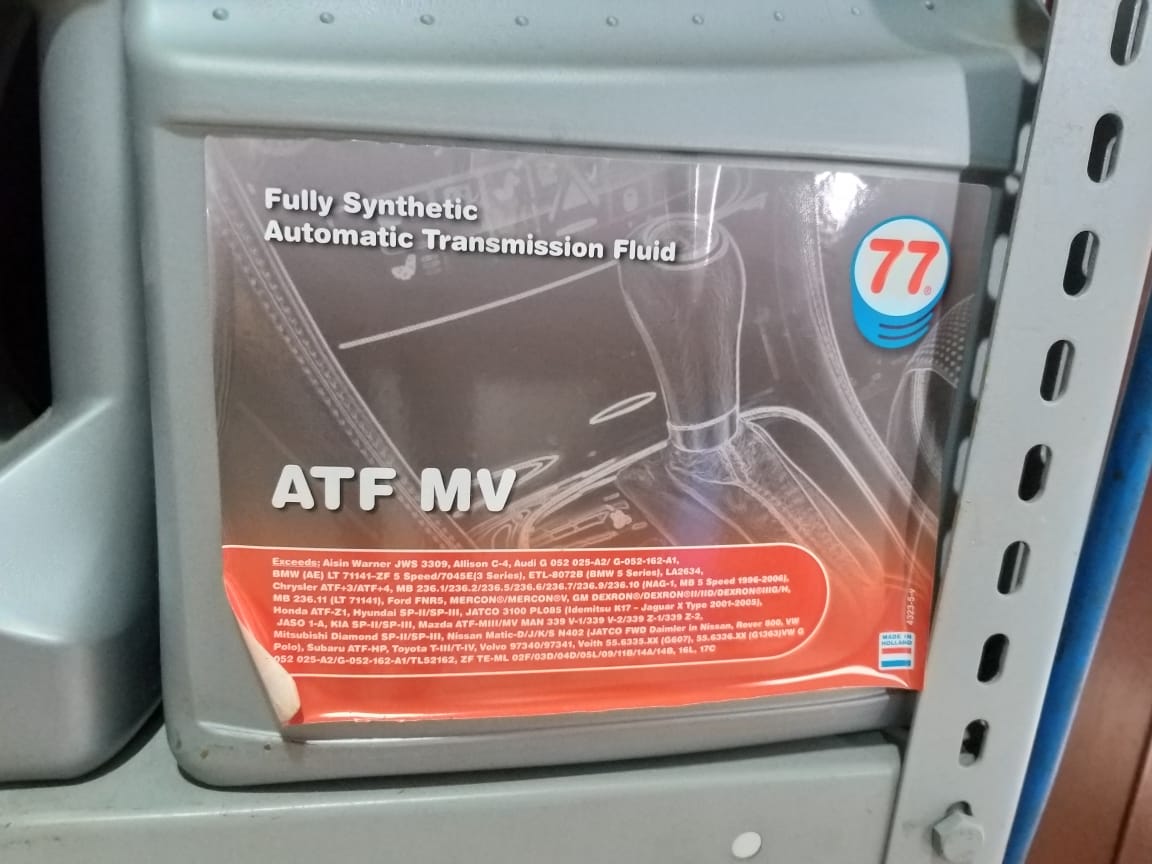 Fully Synthetic
Automatic Transmission Fluid
77®
ATF MV
Exceeds: Aisin Warner JWS 3309, Allison C-4, Audi G 052 025-A2/ G-052-162-A1,
BMW (AE) LT 71141-ZF 5 Speed/7045E(3 Series), ETL-8072B (BMW 5 Series), LA2634,
Chrysler ATF+3/ATF+4, MB 236.1/236.2/236.5/236.6/236.7/236.9/236.10 (NAG-1, MB 5 Speed 1996-2006),
MB 236.11 (LT 71141), Ford FNR5, MERCON®/MERCON®V, GM DEXRON®/DEXRON®II/IID/DEXRON®IIIG/H,
Honda ATF-Z1, Hyundai SP-II/SP-III, JATCO 3100 PL085 (Idemitsu K17 - Jaguar X Type 2001-2005),
JASO 1-A, KIA SP-II/SP-III, Mazda ATF-MIII/MV MAN 339 V-1/339 V-2/339 Z-1/339 Z-2,
Mitsubishi Diamond SP-II/SP-III, Nissan Matic-D/J/K/S N402 (JATCO FWD Daimler in Nissan, Rover 800, VW
Polo), Subaru ATF-HP, Toyota T-III/T-IV, Volvo 97340/97341, Voith 55.6335.XX (G607), 55.6336.XX (G1363)VW G
052 025-A2/G-052-162-A1/TL52162, ZF TE-ML 02F/03D/04D/05L/09/11B/14A/14B, 16L, 17C
4323-5-v
MADE IN
HOLLAND